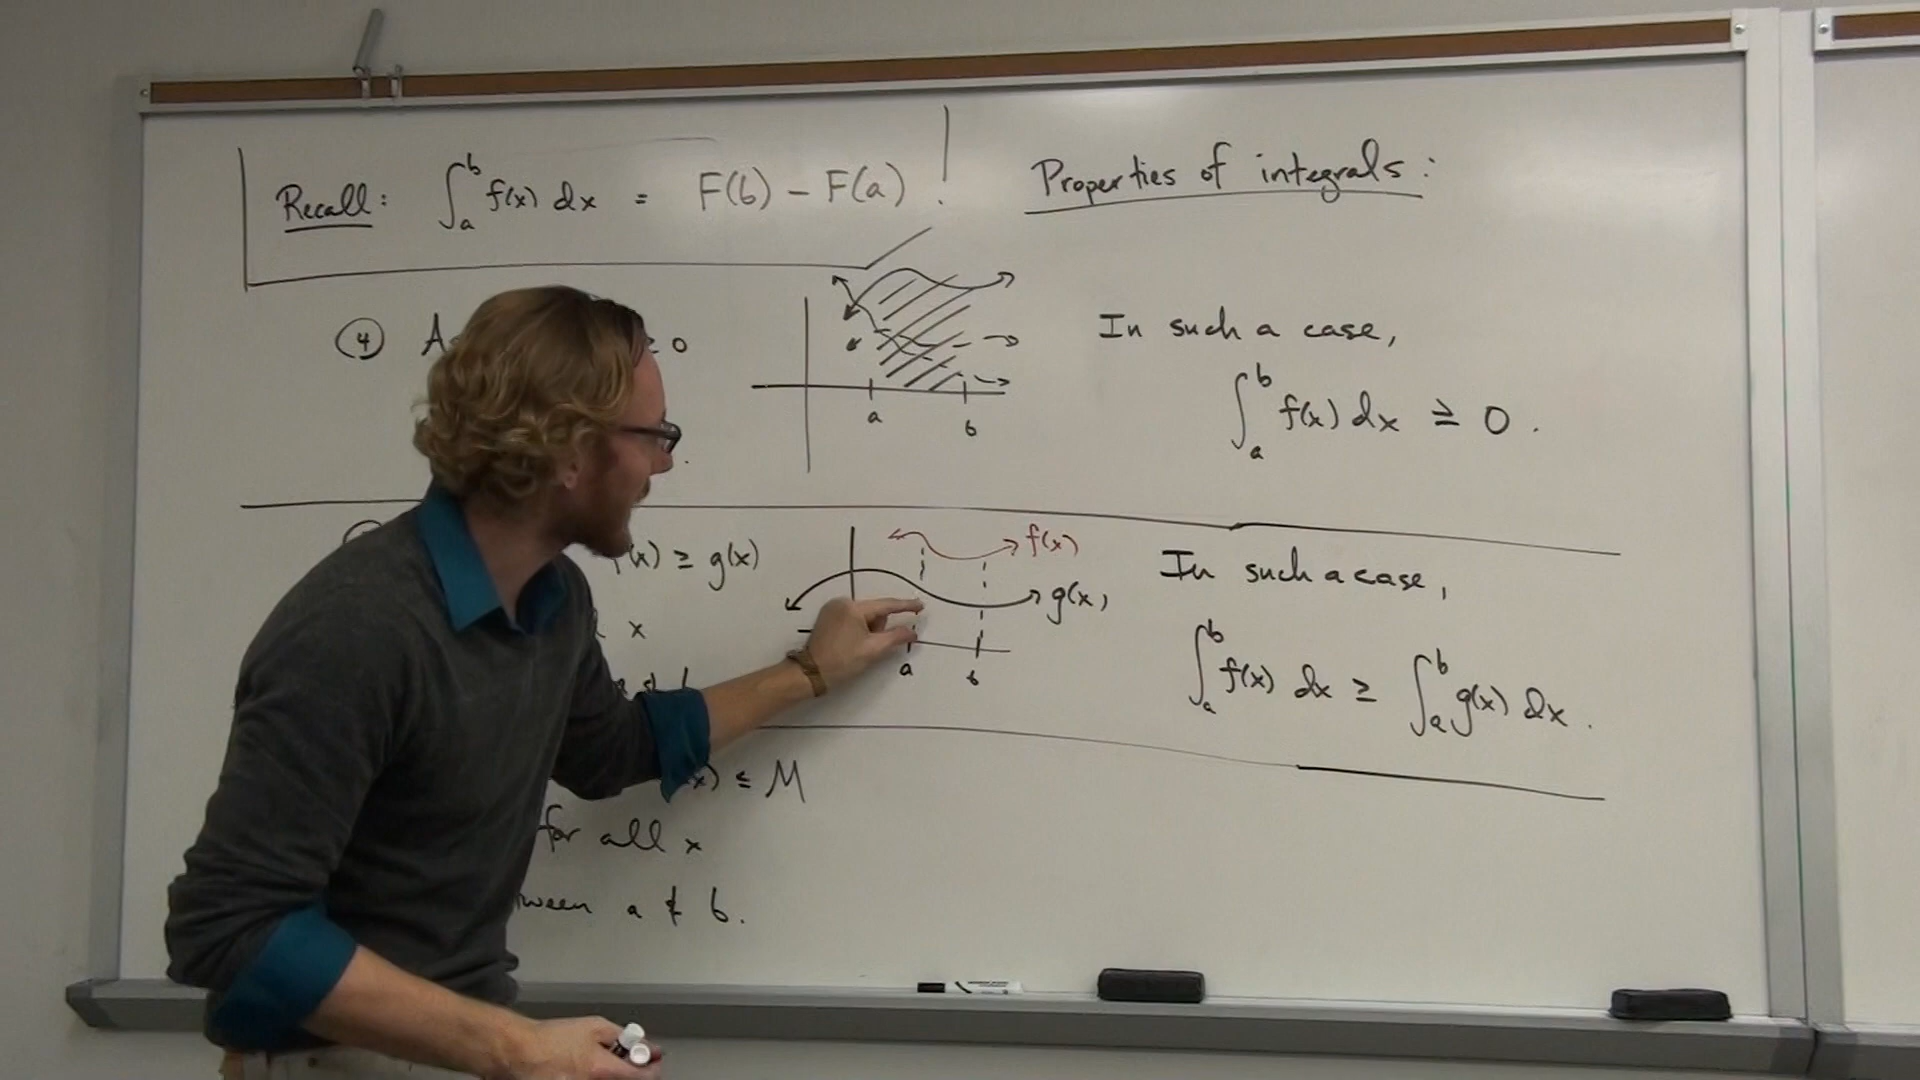 Recall: ∫_a^b f(x) dx = F(b) - F(a) !
Properties of integrals:
④ A ≥ 0
a b
In such a case,
∫_a^b f(x) dx ≥ 0.
f(x) ≥ g(x)
x
f(x)
g(x)
a b
In such a case,
∫_a^b f(x) dx ≥ ∫_a^b g(x) dx.
x) ≤ M
for all x
ween a & b.